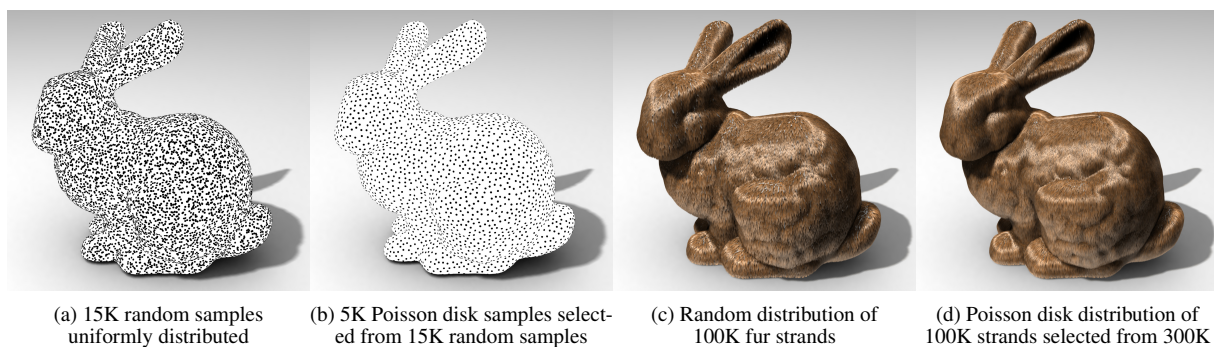 (a) 15K random samples
uniformly distributed
(b) 5K Poisson disk samples select-
ed from 15K random samples
(c) Random distribution of
100K fur strands
(d) Poisson disk distribution of
100K strands selected from 300K